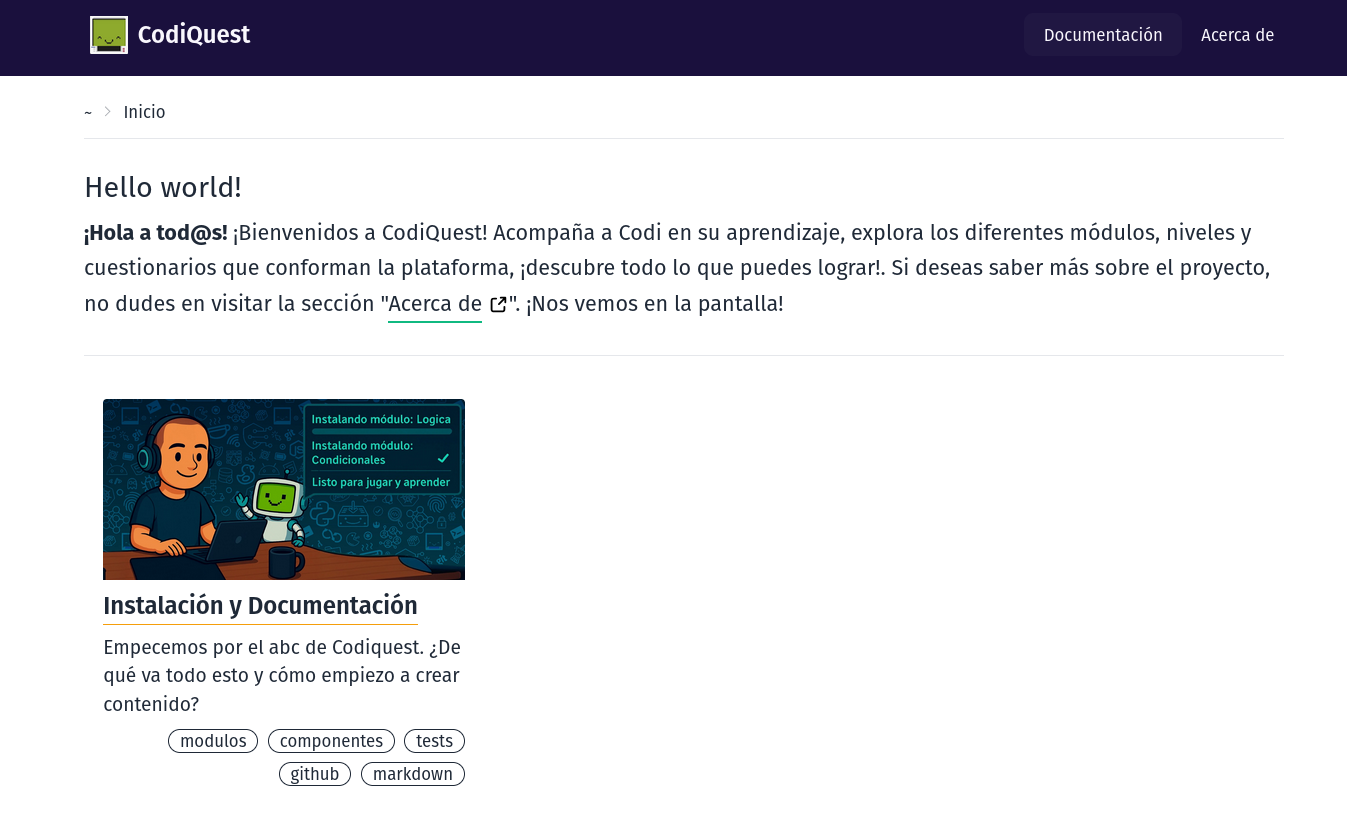 CodiQuest
Documentación
Acerca de
~ > Inicio
Hello world!
¡Hola a tod@s! ¡Bienvenidos a CodiQuest! Acompaña a Codi en su aprendizaje, explora los diferentes módulos, niveles y
cuestionarios que conforman la plataforma, ¡descubre todo lo que puedes lograr!. Si deseas saber más sobre el proyecto,
no dudes en visitar la sección "Acerca de ". ¡Nos vemos en la pantalla!
Instalando módulo: Logica
Instalando módulo:
Condicionales
Listo para jugar y aprender
Instalación y Documentación
Empecemos por el abc de Codiquest. ¿De
qué va todo esto y cómo empiezo a crear
contenido?
modulos componentes tests
github markdown